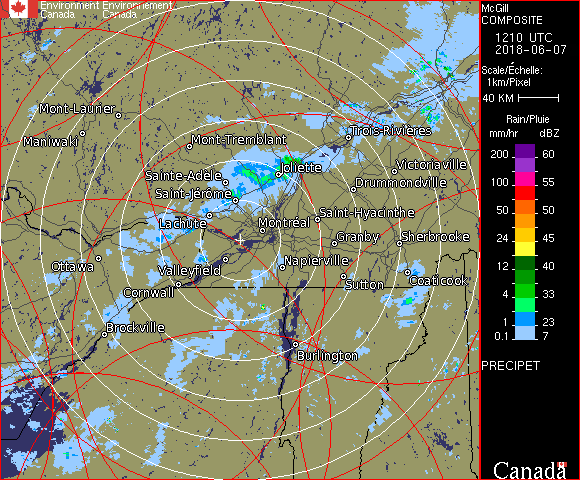 Environment Environnement
Canada Canada
McGill
COMPOSITE
1210 UTC
2018-06-07
Scale/Échelle:
1km/Pixel
40 KM
Rain/Pluie
mm/hr dBZ
200 60
100 55
50 50
24 45
12 40
4 33
1 23
0.1 7
PRECIPET
Canada
Mont-Laurier
Maniwaki
Mont-Tremblant
Trois-Rivières
Sainte-Adèle
Joliette
Victoriaville
Saint-Jérôme
Drummondville
Lachute
Montréal
Saint-Hyacinthe
Granby
Sherbrooke
Ottawa
Valleyfield
Napierville
Cornwall
Sutton
Coaticook
Brockville
Burlington